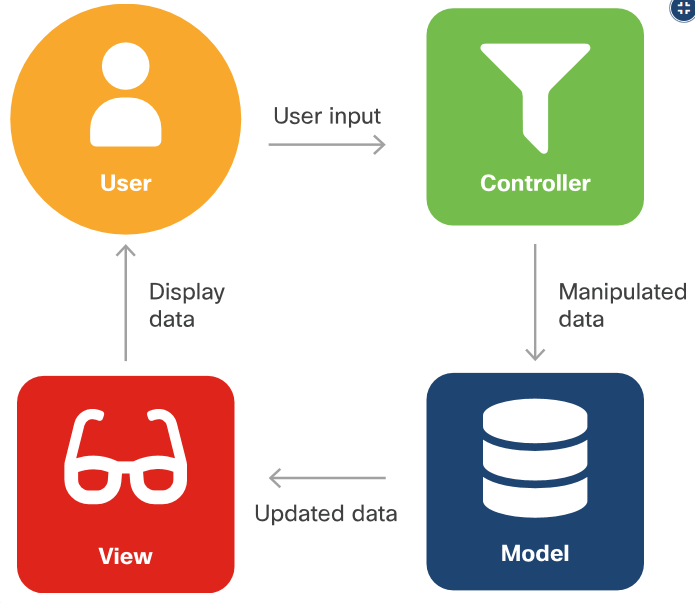 User input
User
Controller
Display
data
Manipulated
data
Updated data
View
Model